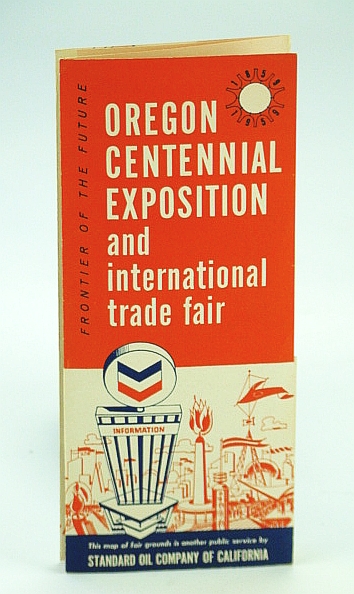 FRONTIER OF THE FUTURE
1859
1959
OREGON
CENTENNIAL
EXPOSITION
and
international
trade fair
INFORMATION
This map of fair grounds is another public service by
STANDARD OIL COMPANY OF CALIFORNIA